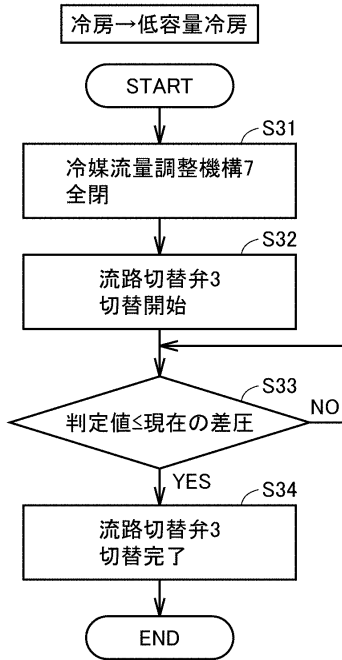 冷房→低容量冷房
START
S31
冷媒流量調整機構7
全閉
S32
流路切替弁3
切替開始
S33
判定値≤現在の差圧
NO
YES
S34
流路切替弁3
切替完了
END